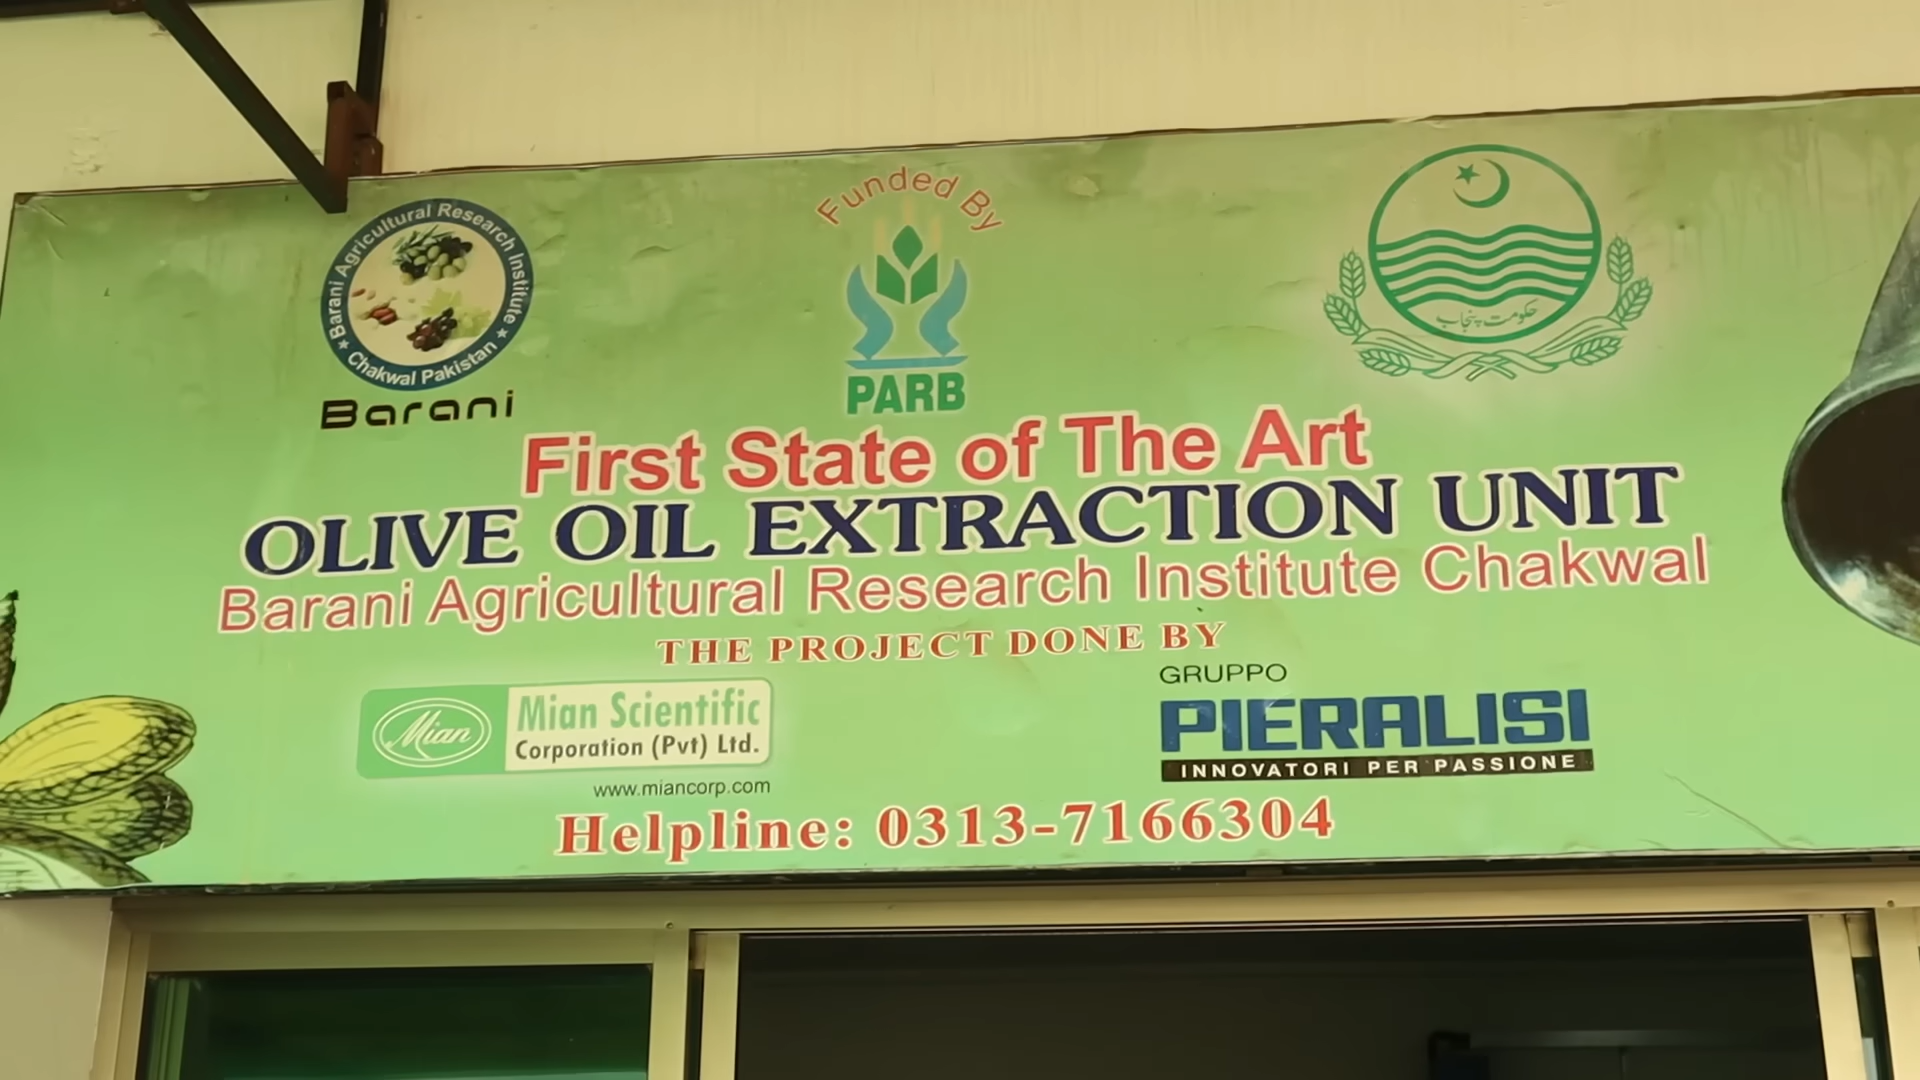 Barani Agricultural Research Institute
★ Chakwal Pakistan ★
Barani
Funded By
PARB
حکومت پنجاب
First State of The Art
OLIVE OIL EXTRACTION UNIT
Barani Agricultural Research Institute Chakwal
THE PROJECT DONE BY
Mian
Mian Scientific
Corporation (Pvt) Ltd.
www.miancorp.com
GRUPPO
PIERALISI
INNOVATORI PER PASSIONE
Helpline: 0313-7166304